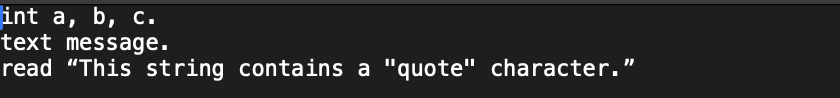 int a, b, c.
text message.
read “This string contains a "quote" character.”